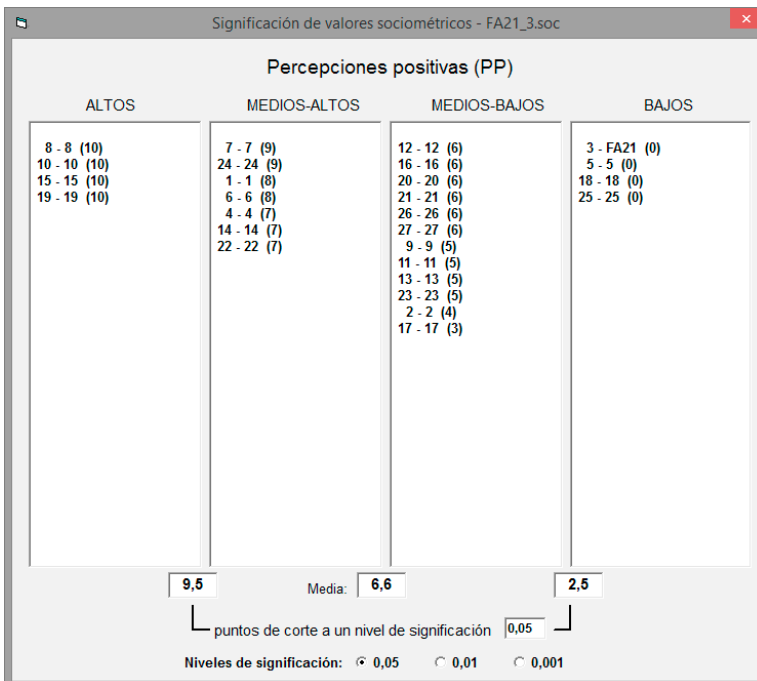 Significación de valores sociométricos - FA21_3.soc
Percepciones positivas (PP)
ALTOS
8 - 8 (10)
10 - 10 (10)
15 - 15 (10)
19 - 19 (10)
MEDIOS-ALTOS
7 - 7 (9)
24 - 24 (9)
1 - 1 (8)
6 - 6 (8)
4 - 4 (7)
14 - 14 (7)
22 - 22 (7)
MEDIOS-BAJOS
12 - 12 (6)
16 - 16 (6)
20 - 20 (6)
21 - 21 (6)
26 - 26 (6)
27 - 27 (6)
9 - 9 (5)
11 - 11 (5)
13 - 13 (5)
23 - 23 (5)
2 - 2 (4)
17 - 17 (3)
BAJOS
3 - FA21 (0)
5 - 5 (0)
18 - 18 (0)
25 - 25 (0)
9,5 Media: 6,6 2,5
puntos de corte a un nivel de significación 0,05
Niveles de significación: 0,05 0,01 0,001